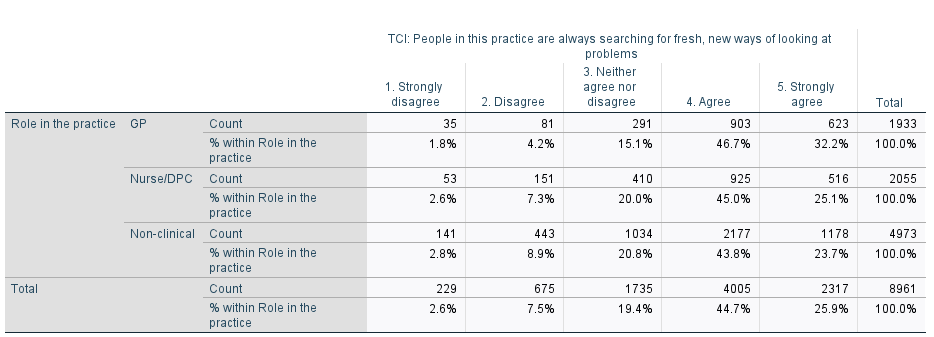 TCI: People in this practice are always searching for fresh, new ways of looking at
problems
1. Strongly disagree 2. Disagree 3. Neither agree nor disagree 4. Agree 5. Strongly agree Total
Role in the practice GP Count 35 81 291 903 623 1933
% within Role in the practice 1.8% 4.2% 15.1% 46.7% 32.2% 100.0%
Nurse/DPC Count 53 151 410 925 516 2055
% within Role in the practice 2.6% 7.3% 20.0% 45.0% 25.1% 100.0%
Non-clinical Count 141 443 1034 2177 1178 4973
% within Role in the practice 2.8% 8.9% 20.8% 43.8% 23.7% 100.0%
Total Count 229 675 1735 4005 2317 8961
% within Role in the practice 2.6% 7.5% 19.4% 44.7% 25.9% 100.0%